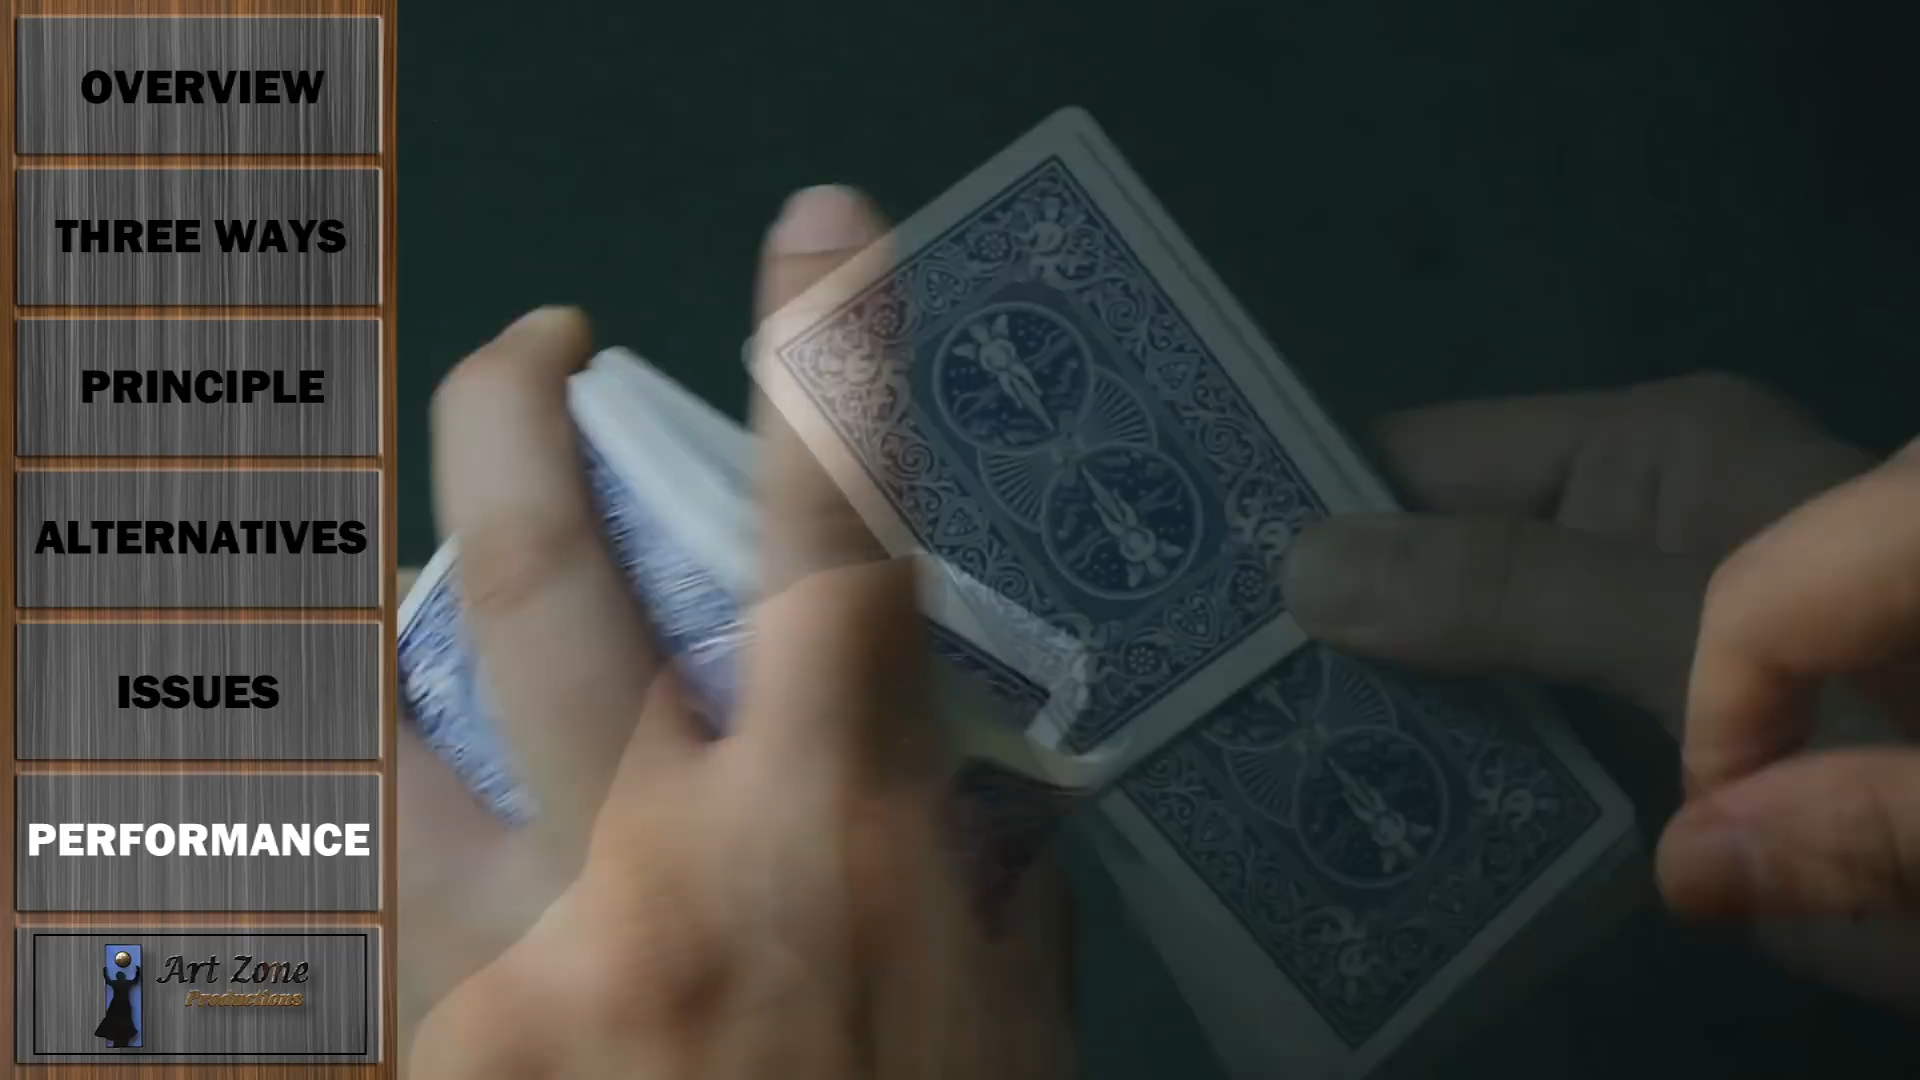 OVERVIEW
THREE WAYS
PRINCIPLE
ALTERNATIVES
ISSUES
PERFORMANCE
Art Zone
Productions